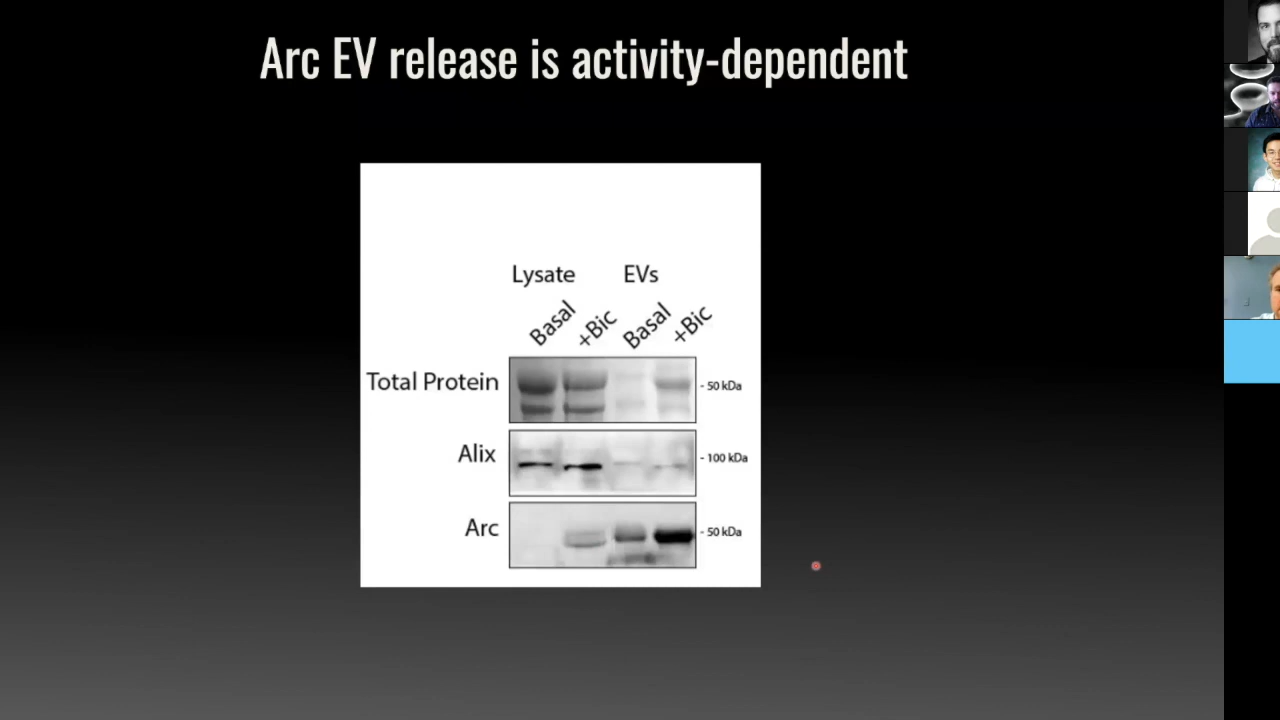 Arc EV release is activity-dependent
Lysate EVs
Basal +Bic Basal +Bic
Total Protein - 50 kDa
Alix - 100 kDa
Arc - 50 kDa